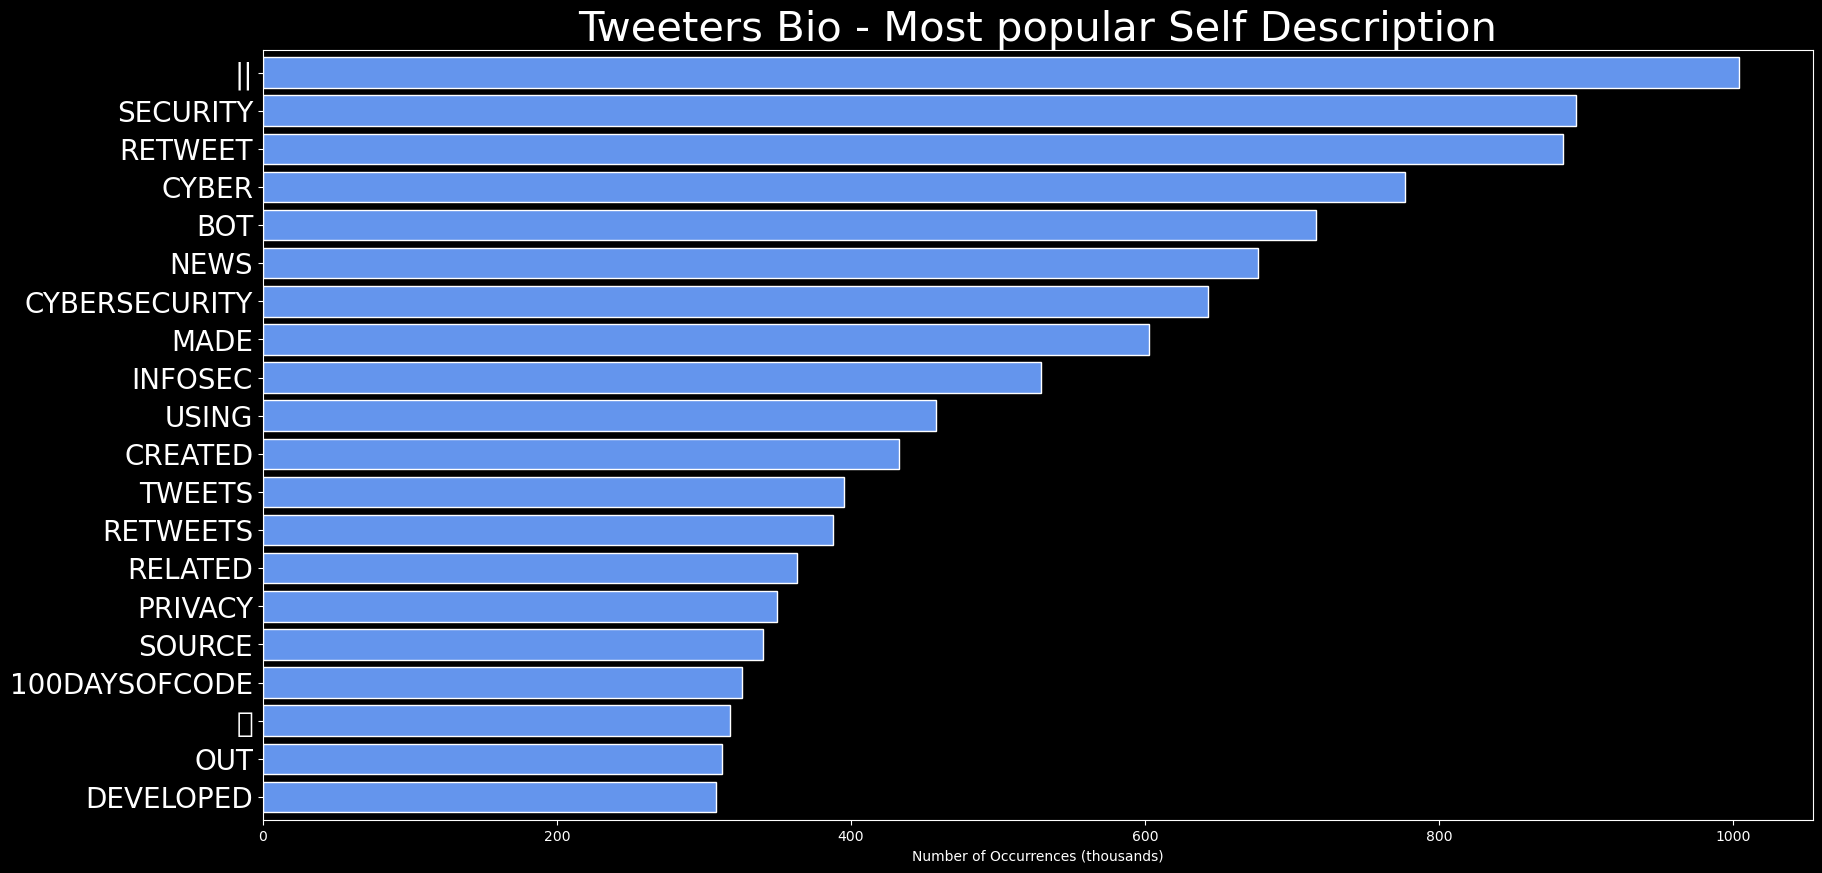 Tweeters Bio - Most popular Self Description
||
SECURITY
RETWEET
CYBER
BOT
NEWS
CYBERSECURITY
MADE
INFOSEC
USING
CREATED
TWEETS
RETWEETS
RELATED
PRIVACY
SOURCE
100DAYSOFCODE
OUT
DEVELOPED
0 200 400 600 800 1000
Number of Occurrences (thousands)